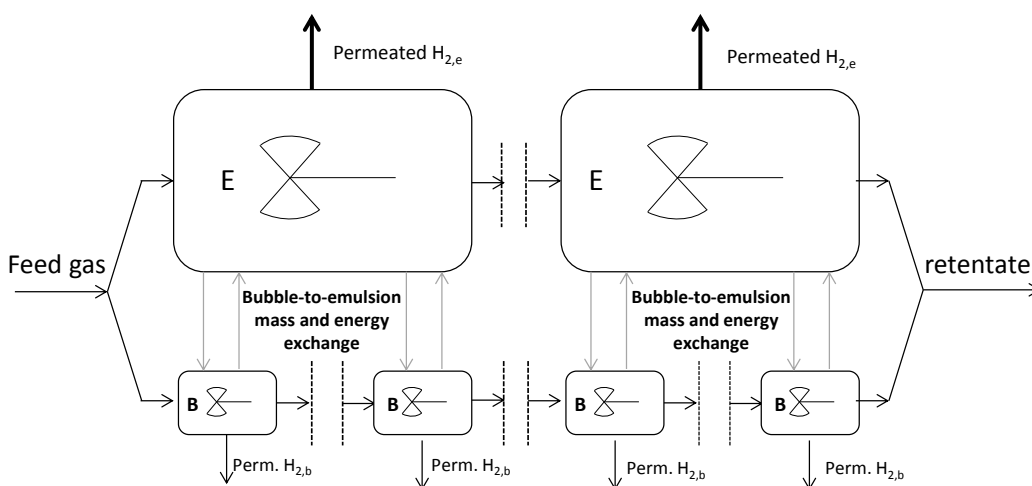 Permeated H2,e
Permeated H2,e
E
E
Feed gas
retentate
Bubble-to-emulsion
mass and energy
exchange
Bubble-to-emulsion
mass and energy
exchange
B
B
B
B
Perm. H2,b
Perm. H2,b
Perm. H2,b
Perm. H2,b